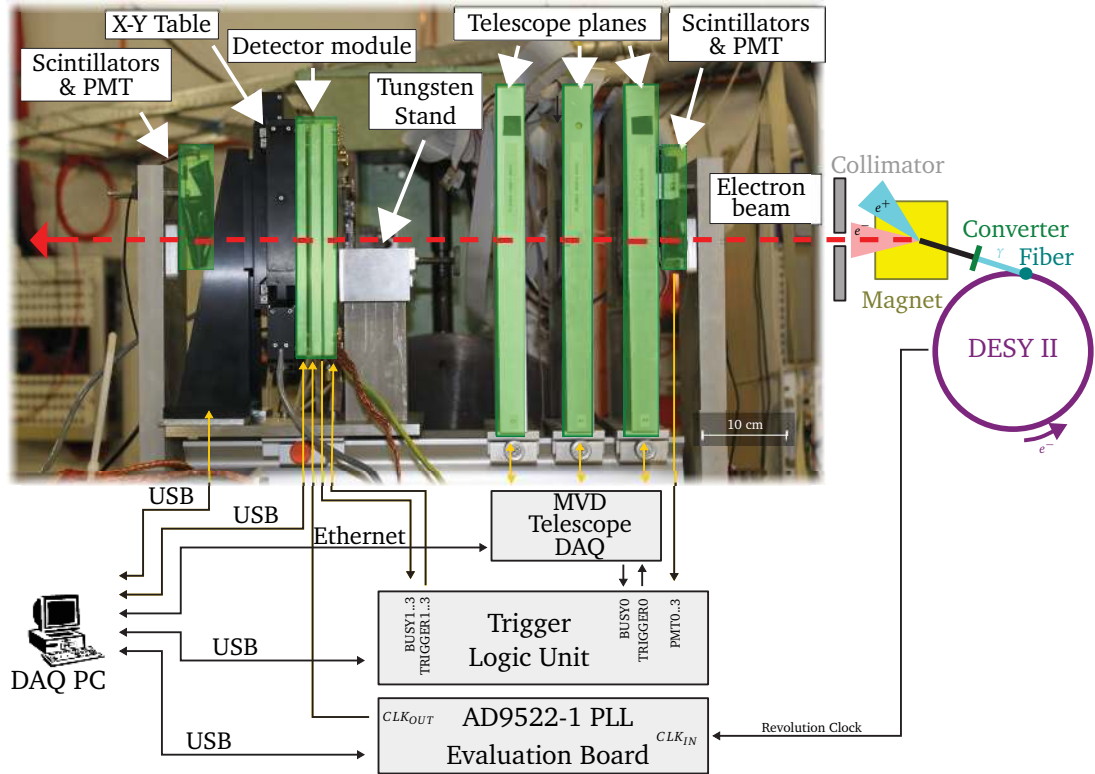 X-Y Table
Telescope planes
Scintillators
& PMT
Detector module
Scintillators
& PMT
Tungsten
Stand
Collimator
Electron
beam
e+
e-
Converter
γ
Fiber
Magnet
DESY II
10 cm
e−
USB
USB
Ethernet
MVD
Telescope
DAQ
BUSY1..3
TRIGGER1..3
BUSY0
TRIGGER0
PMT0..3
Trigger
Logic Unit
USB
DAQ PC
CLKOUT
AD9522-1 PLL
Evaluation Board
CLKIN
Revolution Clock
USB